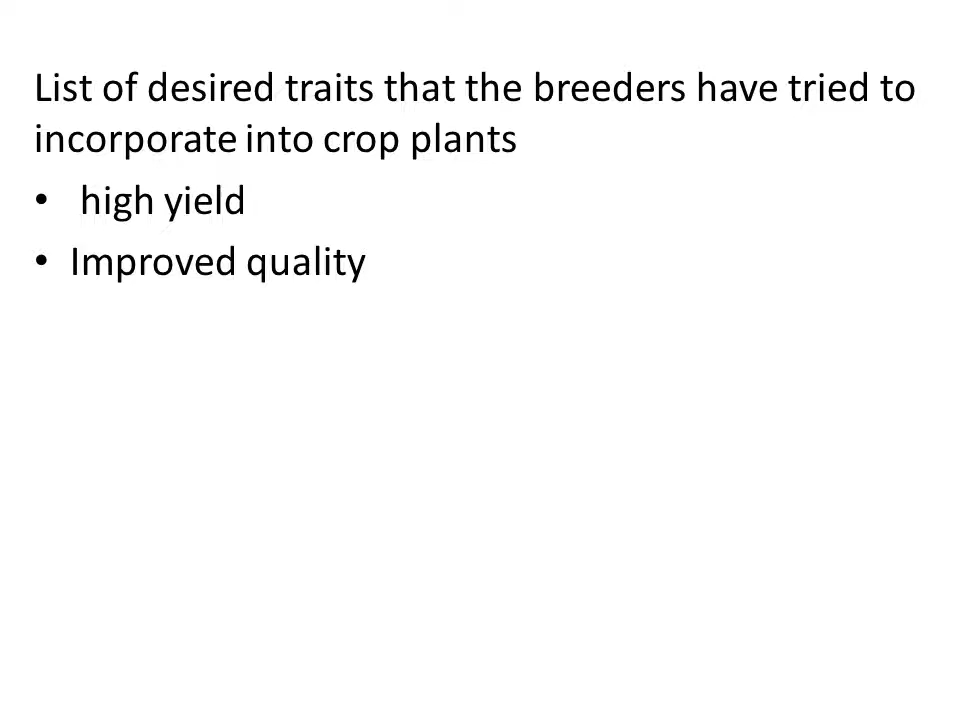 List of desired traits that the breeders have tried to
incorporate into crop plants
• high yield
• Improved quality